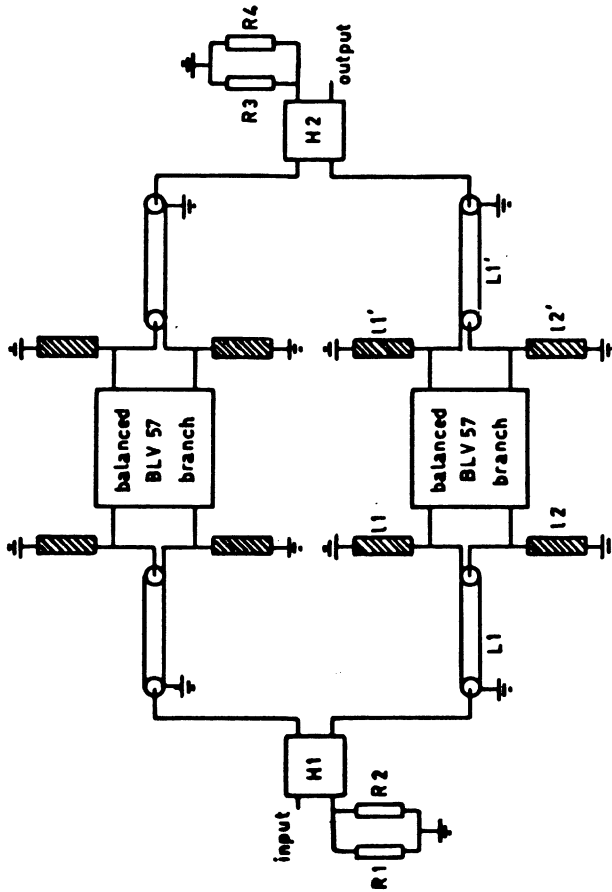 balanced
BLV 57
branch
R3
R4
input
H1
H2
output
R1
R2
l1
l1'
balanced
BLV 57
branch
L1
L1'
l2
l2'